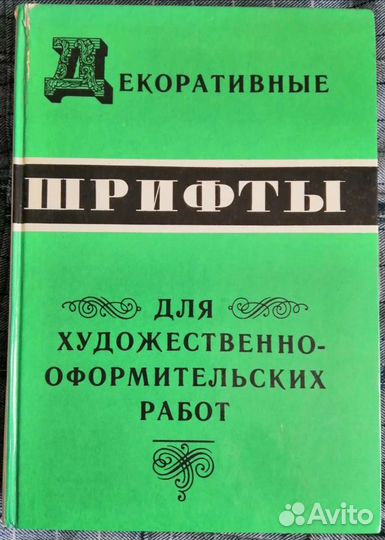 ДЕКОРАТИВНЫЕ
ШРИФТЫ
ДЛЯ
ХУДОЖЕСТВЕННО-
ОФОРМИТЕЛЬСКИХ
РАБОТ
Avito